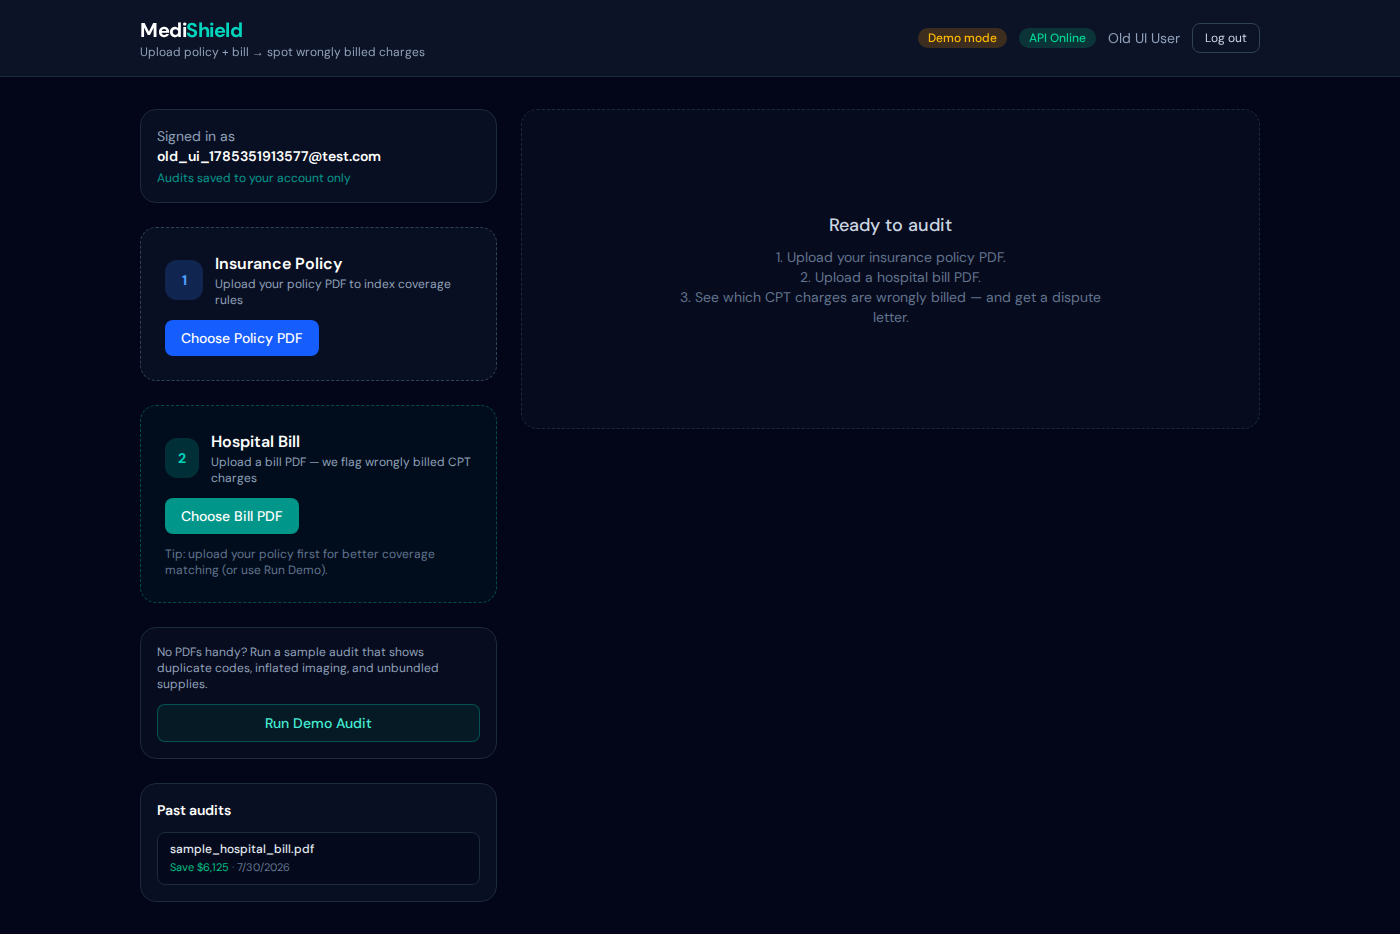 MediShield
Upload policy + bill → spot wrongly billed charges
Demo mode
API Online
Old UI User
Log out
Signed in as
old_ui_1785351913577@test.com
Audits saved to your account only
1
Insurance Policy
Upload your policy PDF to index coverage
rules
Choose Policy PDF
2
Hospital Bill
Upload a bill PDF — we flag wrongly billed CPT
charges
Choose Bill PDF
Tip: upload your policy first for better coverage
matching (or use Run Demo).
No PDFs handy? Run a sample audit that shows
duplicate codes, inflated imaging, and unbundled
supplies.
Run Demo Audit
Past audits
sample_hospital_bill.pdf
Save $6,125 · 7/30/2026
Ready to audit
1. Upload your insurance policy PDF.
2. Upload a hospital bill PDF.
3. See which CPT charges are wrongly billed — and get a dispute
letter.